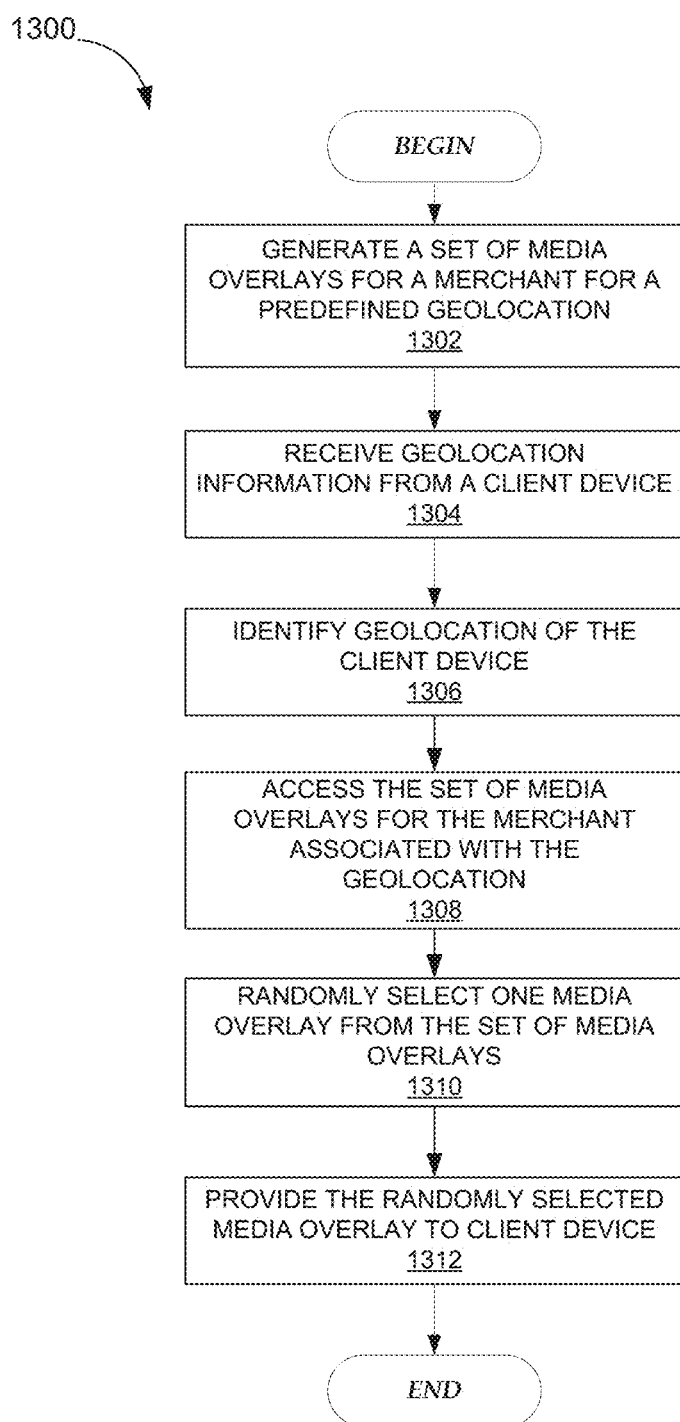 1300
BEGIN
GENERATE A SET OF MEDIA
OVERLAYS FOR A MERCHANT FOR A
PREDEFINED GEOLOCATION
1302
RECEIVE GEOLOCATION
INFORMATION FROM A CLIENT DEVICE
1304
IDENTIFY GEOLOCATION OF THE
CLIENT DEVICE
1306
ACCESS THE SET OF MEDIA
OVERLAYS FOR THE MERCHANT
ASSOCIATED WITH THE
GEOLOCATION
1308
RANDOMLY SELECT ONE MEDIA
OVERLAY FROM THE SET OF MEDIA
OVERLAYS
1310
PROVIDE THE RANDOMLY SELECTED
MEDIA OVERLAY TO CLIENT DEVICE
1312
END